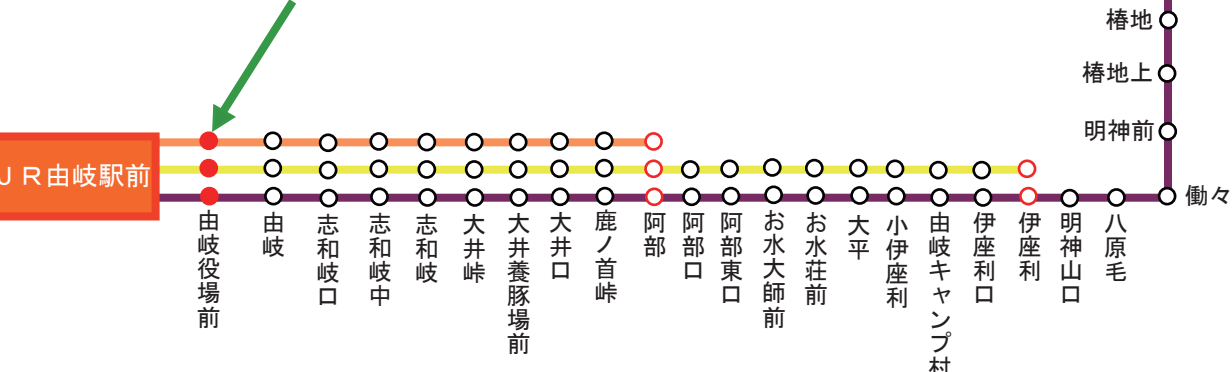 椿地
椿地上
明神前
働々
ＪＲ由岐駅前
由岐役場前
由岐
志和岐口
志和岐中
志和岐
大井峠
大井養豚場前
大井口
鹿ノ首峠
阿部
阿部口
阿部東口
お水大師前
お水荘前
大平
小伊座利
由岐キャンプ村
伊座利口
伊座利
明神山口
八原毛